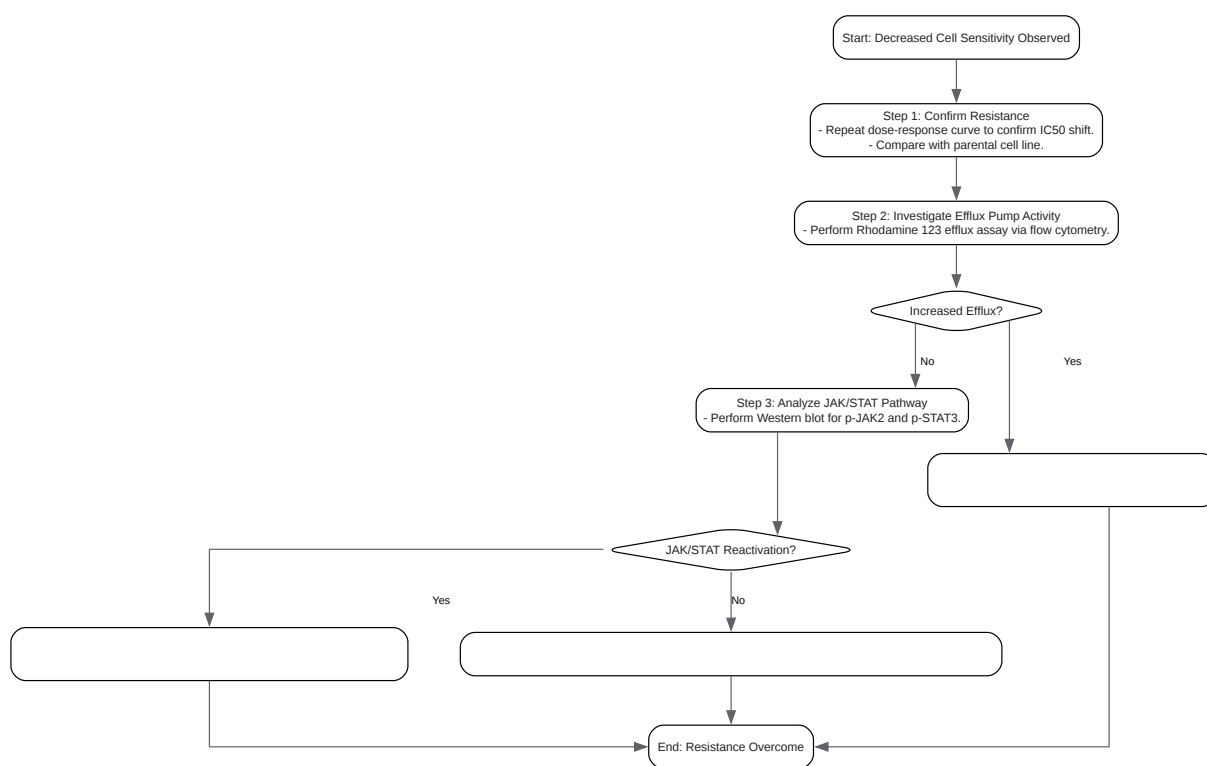 Start: Decreased Cell Sensitivity Observed
Step 1: Confirm Resistance
- Repeat dose-response curve to confirm IC50 shift.
- Compare with parental cell line.
Step 2: Investigate Efflux Pump Activity
- Perform Rhodamine 123 efflux assay via flow cytometry.
Increased Efflux?
No
Yes
Step 3: Analyze JAK/STAT Pathway
- Perform Western blot for p-JAK2 and p-STAT3.
JAK/STAT Reactivation?
Yes
No
End: Resistance Overcome